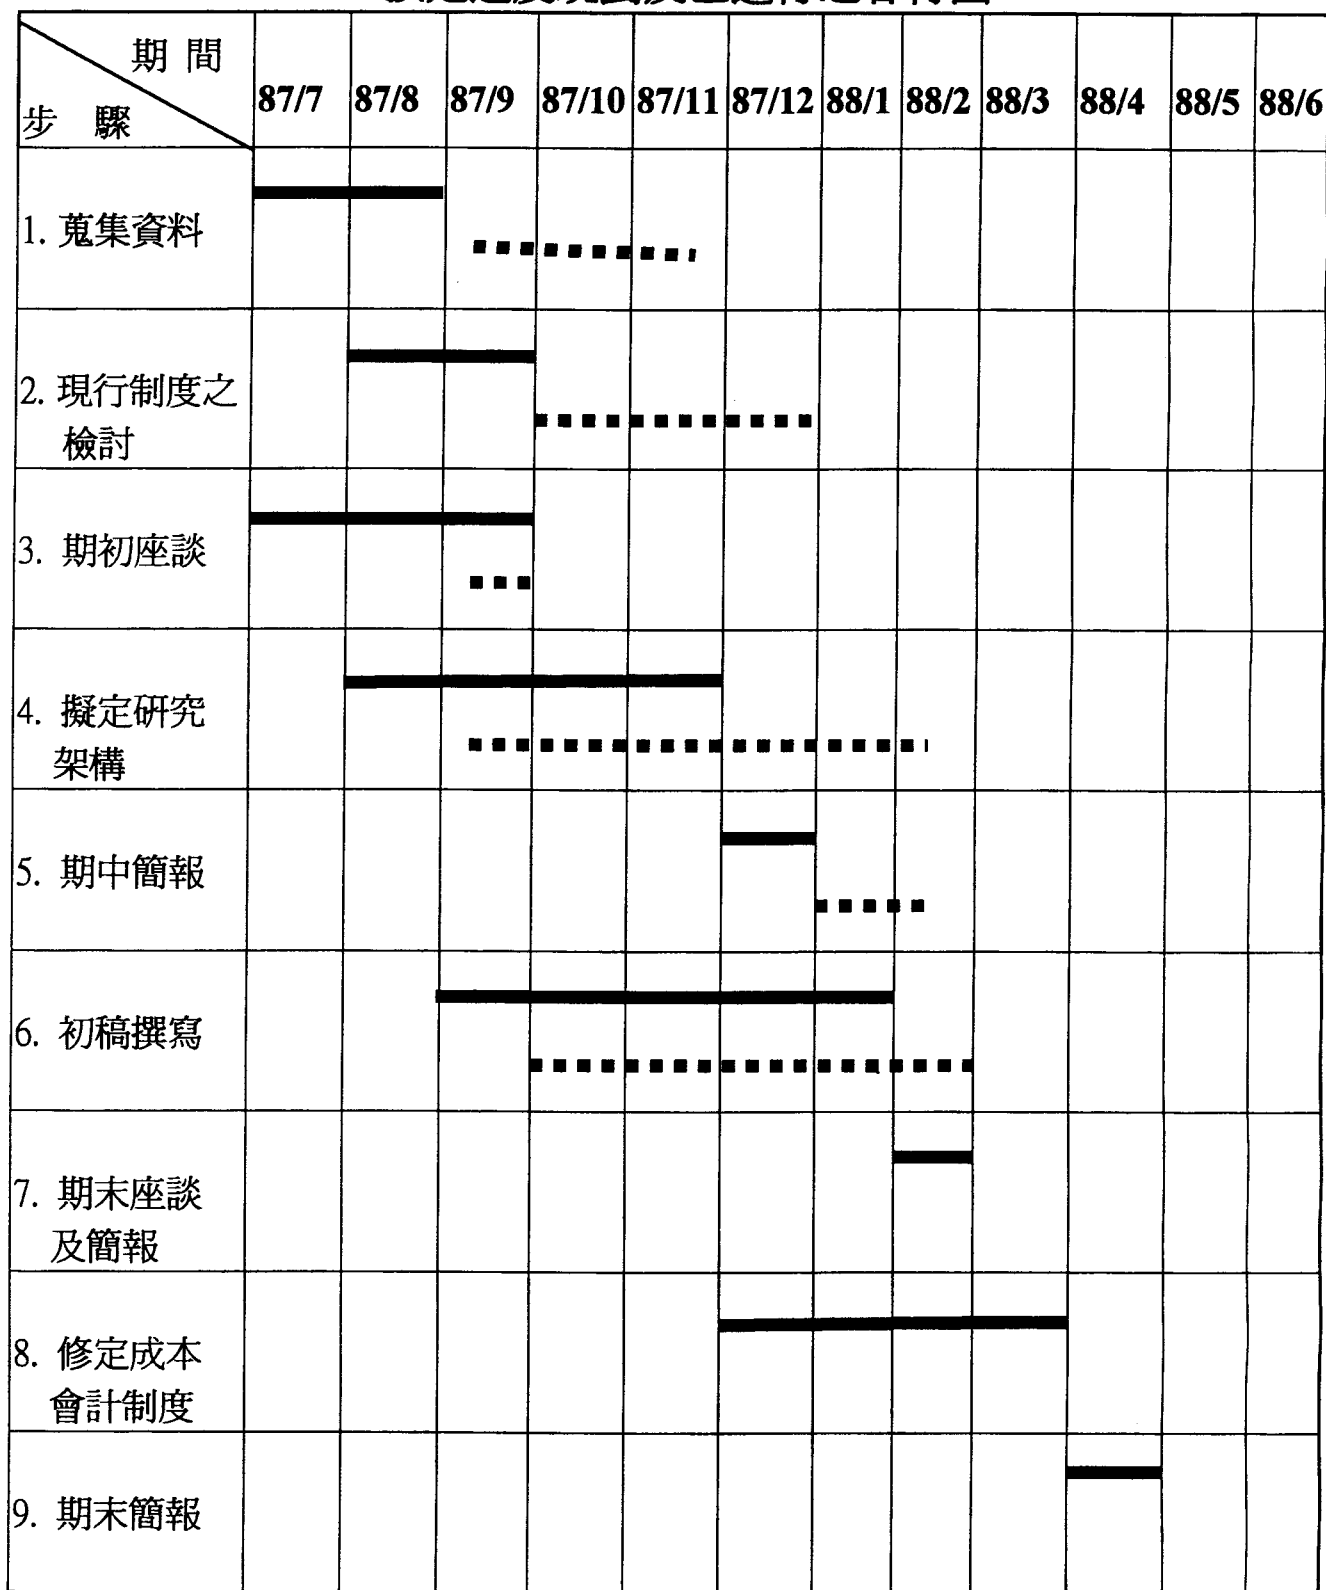 期 間
步 驟
87/7 87/8 87/9 87/10 87/11 87/12 88/1 88/2 88/3 88/4 88/5 88/6
1. 蒐集資料
2. 現行制度之
檢討
3. 期初座談
4. 擬定研究
架構
5. 期中簡報
6. 初稿撰寫
7. 期末座談
及簡報
8. 修定成本
會計制度
9. 期末簡報